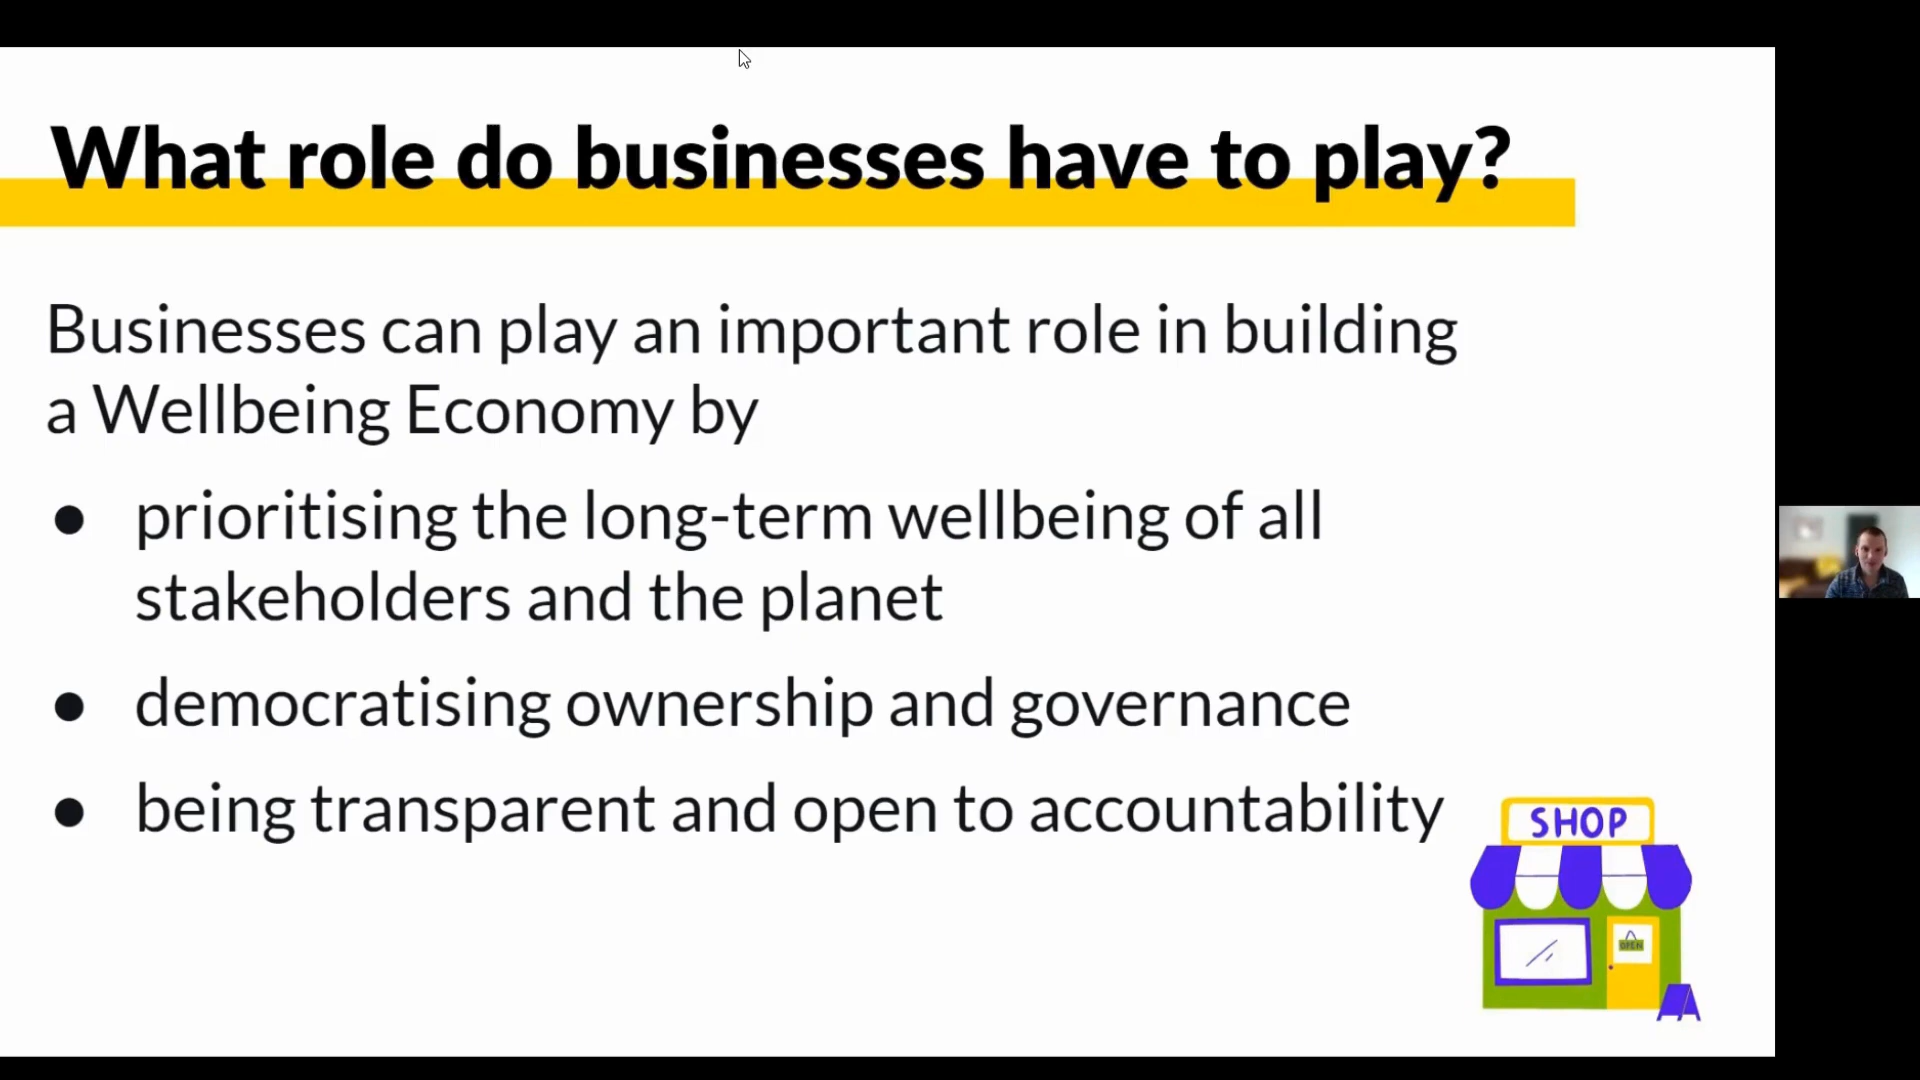 What role do businesses have to play?
Businesses can play an important role in building
a Wellbeing Economy by
● prioritising the long-term wellbeing of all
stakeholders and the planet
● democratising ownership and governance
● being transparent and open to accountability
SHOP
OPEN